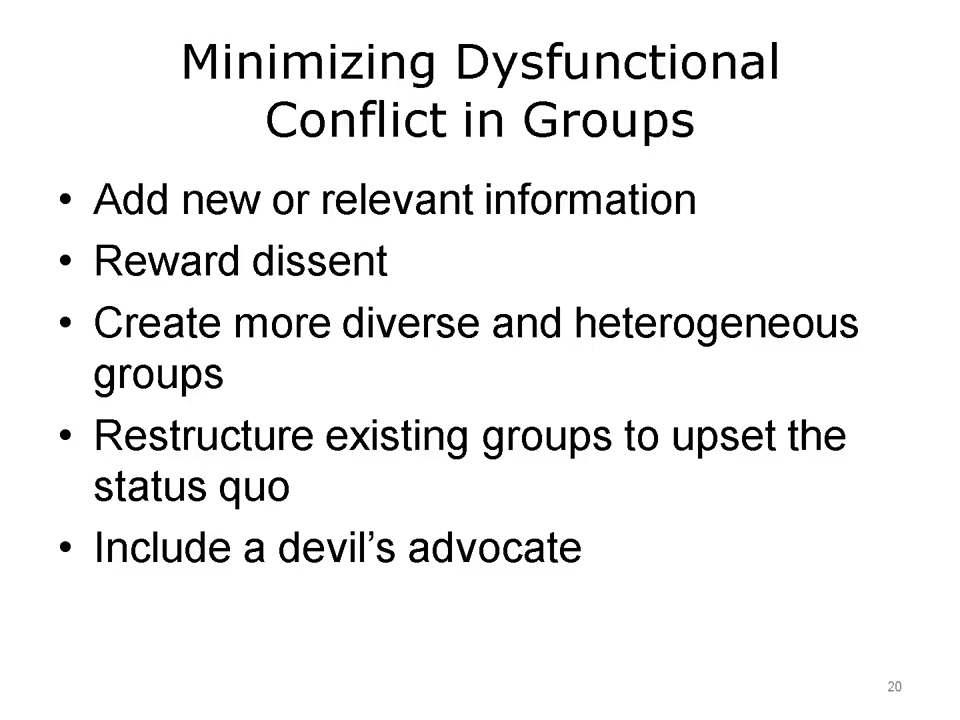 Minimizing Dysfunctional
Conflict in Groups
• Add new or relevant information
• Reward dissent
• Create more diverse and heterogeneous
groups
• Restructure existing groups to upset the
status quo
• Include a devil’s advocate
20